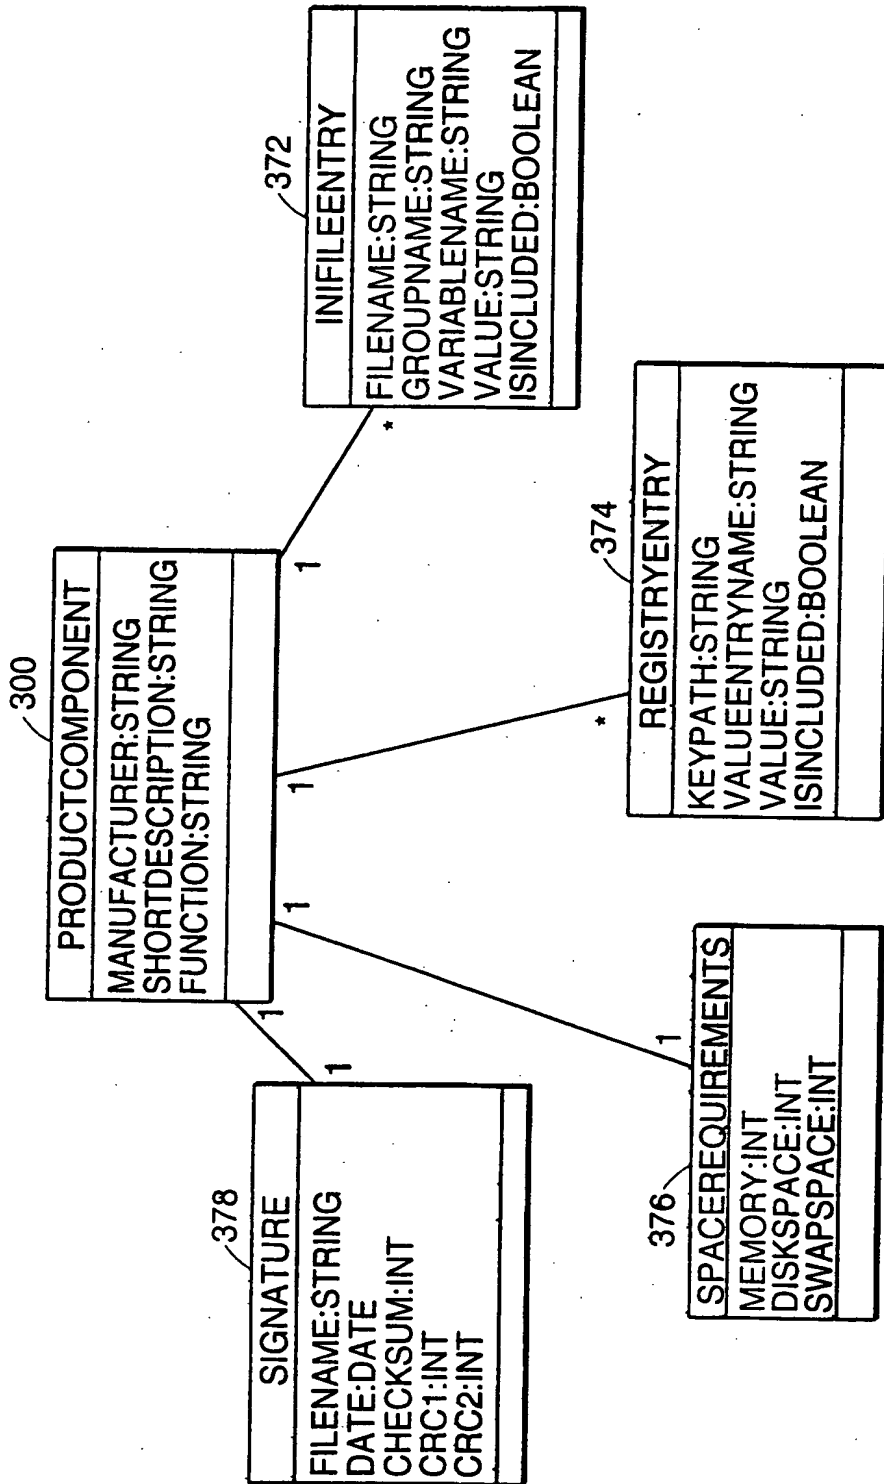 300
PRODUCTCOMPONENT
MANUFACTURER:STRING
SHORTDESCRIPTION:STRING
FUNCTION:STRING
1
1
1
1
378
SIGNATURE
FILENAME:STRING
DATE:DATE
CHECKSUM:INT
CRC1:INT
CRC2:INT
1
376
SPACEREQUIREMENTS
MEMORY:INT
DISKSPACE:INT
SWAPSPACE:INT
1
374
REGISTRYENTRY
KEYPATH:STRING
VALUEENTRYNAME:STRING
VALUE:STRING
ISINCLUDED:BOOLEAN
*
372
INIFILEENTRY
FILENAME:STRING
GROUPNAME:STRING
VARIABLENAME:STRING
VALUE:STRING
ISINCLUDED:BOOLEAN
*